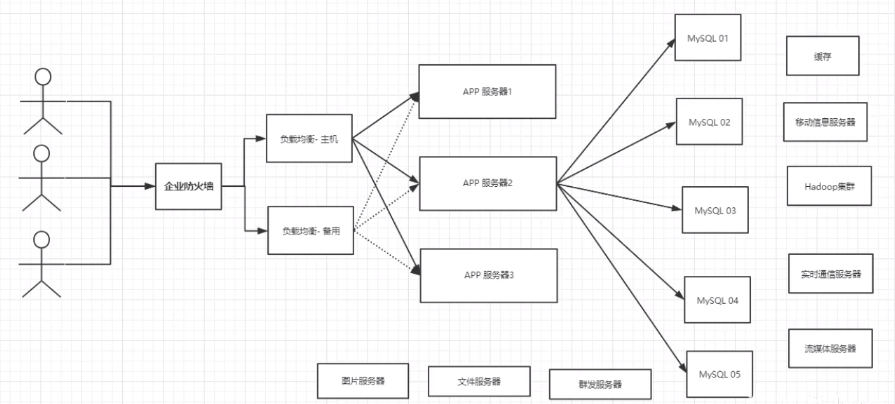 MySQL 01
缓存
APP 服务器1
MySQL 02
移动信息服务器
负载均衡- 主机
企业防火墙
APP 服务器2
Hadoop集群
MySQL 03
负载均衡- 备用
APP 服务器3
实时通信服务器
MySQL 04
流媒体服务器
MySQL 05
图片服务器
文件服务器
群发服务器